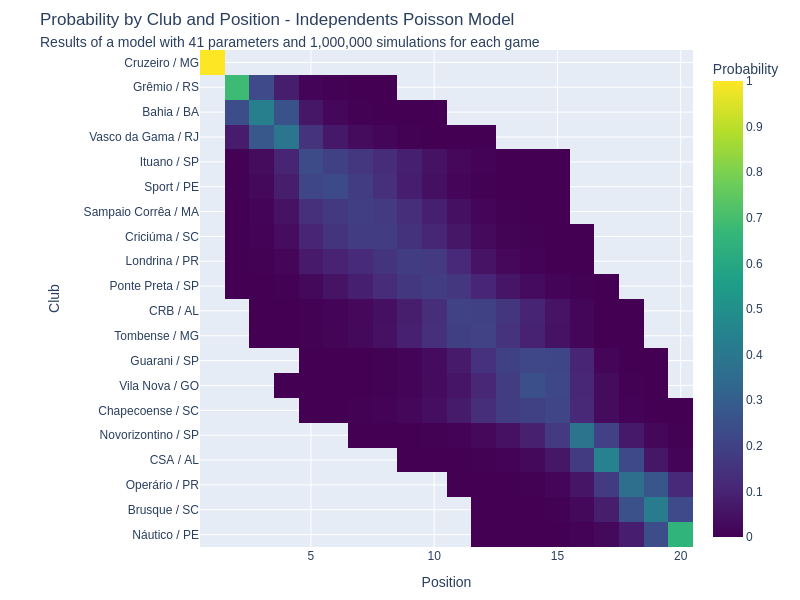 Probability by Club and Position - Independents Poisson Model
Results of a model with 41 parameters and 1,000,000 simulations for each game
Probability
Cruzeiro / MG
Grêmio / RS
Bahia / BA
Vasco da Gama / RJ
Ituano / SP
Sport / PE
Sampaio Corrêa / MA
Criciúma / SC
Londrina / PR
Ponte Preta / SP
CRB / AL
Tombense / MG
Guarani / SP
Vila Nova / GO
Chapecoense / SC
Novorizontino / SP
CSA / AL
Operário / PR
Brusque / SC
Náutico / PE
Club
5
10
15
20
Position
1
0.9
0.8
0.7
0.6
0.5
0.4
0.3
0.2
0.1
0